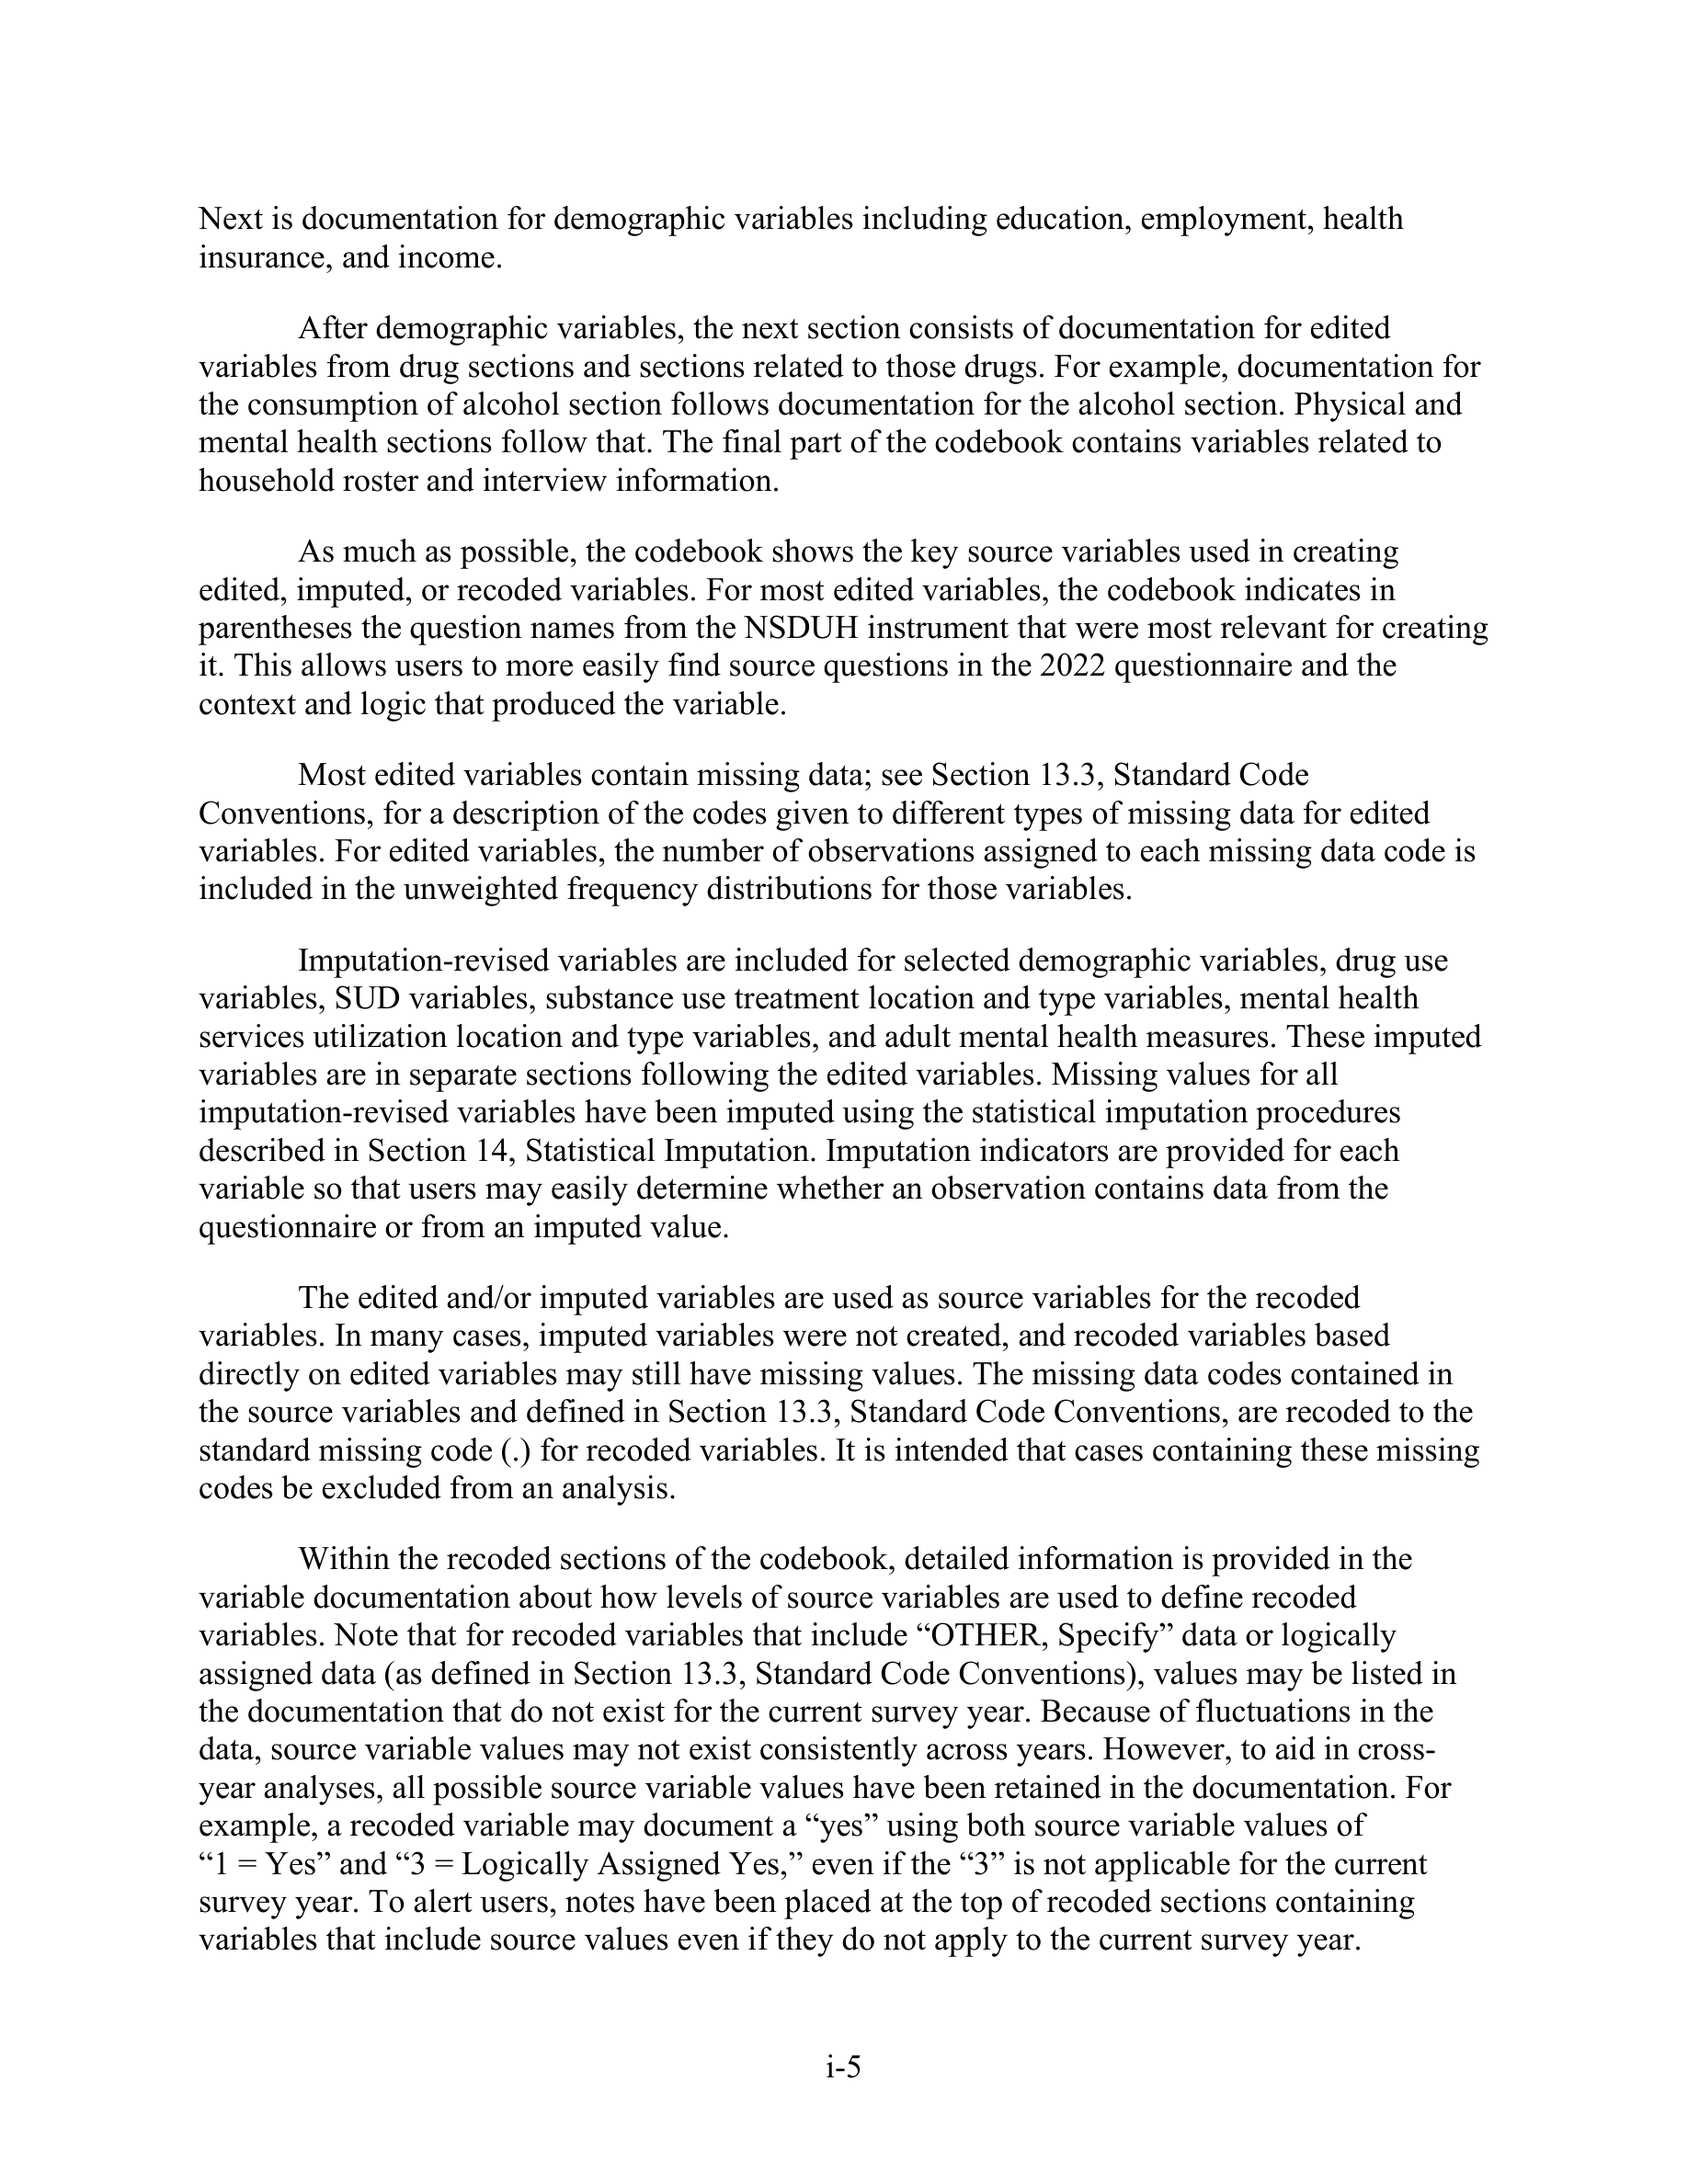 Next is documentation for demographic variables including education, employment, health
insurance, and income.
After demographic variables, the next section consists of documentation for edited
variables from drug sections and sections related to those drugs. For example, documentation for
the consumption of alcohol section follows documentation for the alcohol section. Physical and
mental health sections follow that. The final part of the codebook contains variables related to
household roster and interview information.
As much as possible, the codebook shows the key source variables used in creating
edited, imputed, or recoded variables. For most edited variables, the codebook indicates in
parentheses the question names from the NSDUH instrument that were most relevant for creating
it. This allows users to more easily find source questions in the 2022 questionnaire and the
context and logic that produced the variable.
Most edited variables contain missing data; see Section 13.3, Standard Code
Conventions, for a description of the codes given to different types of missing data for edited
variables. For edited variables, the number of observations assigned to each missing data code is
included in the unweighted frequency distributions for those variables.
Imputation-revised variables are included for selected demographic variables, drug use
variables, SUD variables, substance use treatment location and type variables, mental health
services utilization location and type variables, and adult mental health measures. These imputed
variables are in separate sections following the edited variables. Missing values for all
imputation-revised variables have been imputed using the statistical imputation procedures
described in Section 14, Statistical Imputation. Imputation indicators are provided for each
variable so that users may easily determine whether an observation contains data from the
questionnaire or from an imputed value.
The edited and/or imputed variables are used as source variables for the recoded
variables. In many cases, imputed variables were not created, and recoded variables based
directly on edited variables may still have missing values. The missing data codes contained in
the source variables and defined in Section 13.3, Standard Code Conventions, are recoded to the
standard missing code (.) for recoded variables. It is intended that cases containing these missing
codes be excluded from an analysis.
Within the recoded sections of the codebook, detailed information is provided in the
variable documentation about how levels of source variables are used to define recoded
variables. Note that for recoded variables that include “OTHER, Specify” data or logically
assigned data (as defined in Section 13.3, Standard Code Conventions), values may be listed in
the documentation that do not exist for the current survey year. Because of fluctuations in the
data, source variable values may not exist consistently across years. However, to aid in cross-
year analyses, all possible source variable values have been retained in the documentation. For
example, a recoded variable may document a “yes” using both source variable values of
“1 = Yes” and “3 = Logically Assigned Yes,” even if the “3” is not applicable for the current
survey year. To alert users, notes have been placed at the top of recoded sections containing
variables that include source values even if they do not apply to the current survey year.
i-5